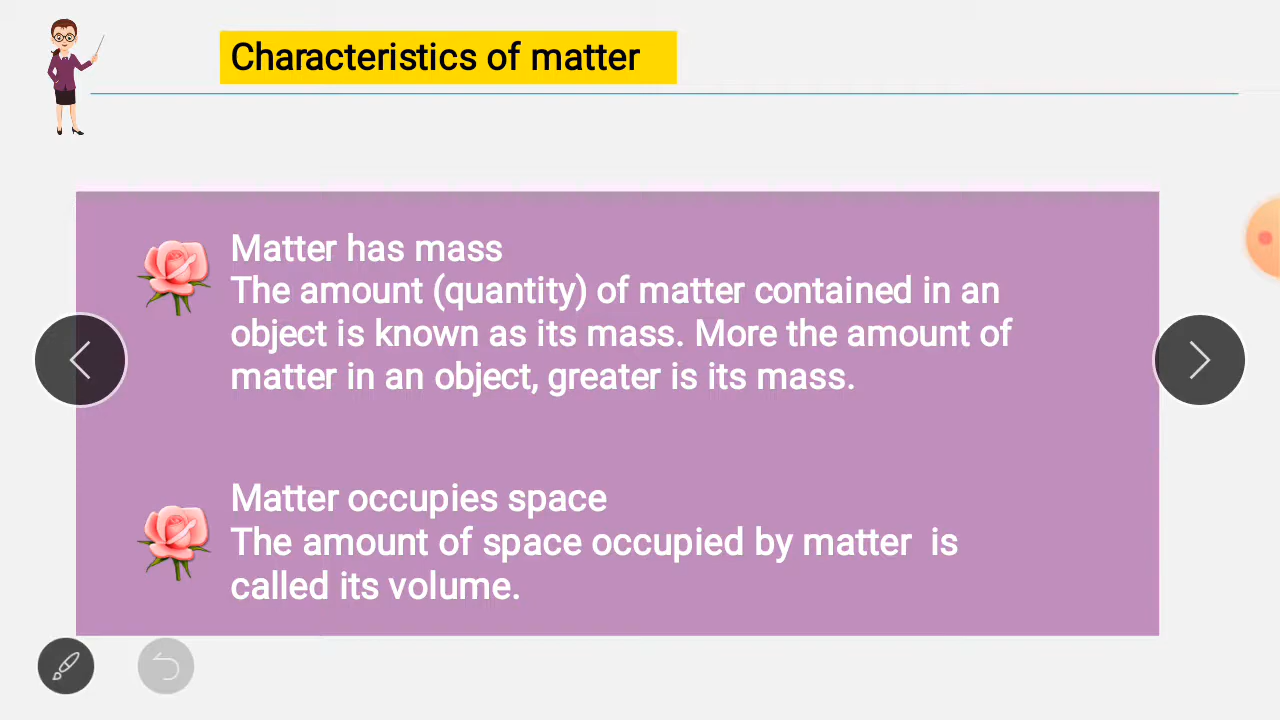 Characteristics of matter
Matter has mass
The amount (quantity) of matter contained in an
object is known as its mass. More the amount of
matter in an object, greater is its mass.
Matter occupies space
The amount of space occupied by matter  is
called its volume.